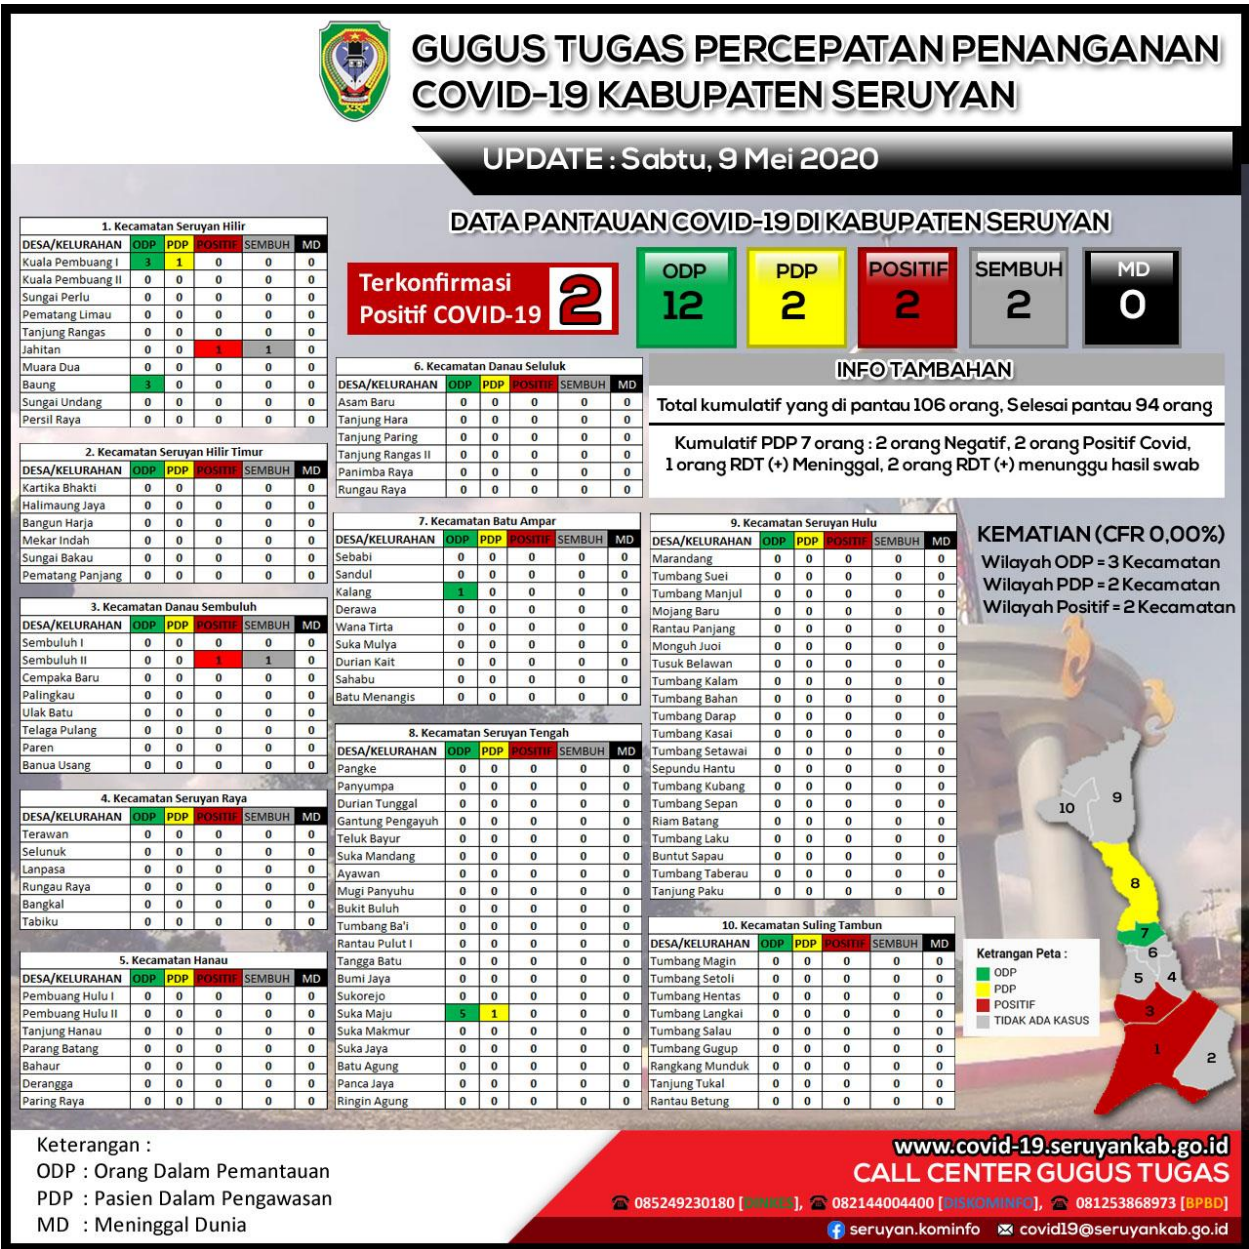 GUGUS TUGAS PERCEPATAN PENANGANAN
COVID-19 KABUPATEN SERUYAN
UPDATE : Sabtu, 9 Mei 2020
DATA PANTAUAN COVID-19 DI KABUPATEN SERUYAN
Terkonfirmasi
Positif COVID-19 2
ODP 12
PDP 2
POSITIF 2
SEMBUH 2
MD 0
INFO TAMBAHAN
Total kumulatif yang di pantau 106 orang, Selesai pantau 94 orang
Kumulatif PDP 7 orang : 2 orang Negatif, 2 orang Positif Covid,
1 orang RDT (+) Meninggal, 2 orang RDT (+) menunggu hasil swab
1. Kecamatan Seruyan Hilir
DESA/KELURAHAN ODP PDP POSITIF SEMBUH MD
Kuala Pembuang I 3 1 0 0 0
Kuala Pembuang II 0 0 0 0 0
Sungai Perlu 0 0 0 0 0
Pematang Limau 0 0 0 0 0
Tanjung Rangas 0 0 0 0 0
Jahitan 0 0 1 1 0
Muara Dua 0 0 0 0 0
Baung 3 0 0 0 0
Sungai Undang 0 0 0 0 0
Persil Raya 0 0 0 0 0
2. Kecamatan Seruyan Hilir Timur
DESA/KELURAHAN ODP PDP POSITIF SEMBUH MD
Kartika Bhakti 0 0 0 0 0
Halimaung Jaya 0 0 0 0 0
Bangun Harja 0 0 0 0 0
Mekar Indah 0 0 0 0 0
Sungai Bakau 0 0 0 0 0
Pematang Panjang 0 0 0 0 0
3. Kecamatan Danau Sembuluh
DESA/KELURAHAN ODP PDP POSITIF SEMBUH MD
Sembuluh I 0 0 0 0 0
Sembuluh II 0 0 1 1 0
Cempaka Baru 0 0 0 0 0
Palingkau 0 0 0 0 0
Ulak Batu 0 0 0 0 0
Telaga Pulang 0 0 0 0 0
Paren 0 0 0 0 0
Banua Usang 0 0 0 0 0
4. Kecamatan Seruyan Raya
DESA/KELURAHAN ODP PDP POSITIF SEMBUH MD
Terawan 0 0 0 0 0
Selunuk 0 0 0 0 0
Lanpasa 0 0 0 0 0
Rungau Raya 0 0 0 0 0
Bangkal 0 0 0 0 0
Tabiku 0 0 0 0 0
5. Kecamatan Hanau
DESA/KELURAHAN ODP PDP POSITIF SEMBUH MD
Pembuang Hulu I 0 0 0 0 0
Pembuang Hulu II 0 0 0 0 0
Tanjung Hanau 0 0 0 0 0
Parang Batang 0 0 0 0 0
Bahaur 0 0 0 0 0
Derangga 0 0 0 0 0
Paring Raya 0 0 0 0 0
6. Kecamatan Danau Seluluk
DESA/KELURAHAN ODP PDP POSITIF SEMBUH MD
Asam Baru 0 0 0 0 0
Tanjung Hara 0 0 0 0 0
Tanjung Paring 0 0 0 0 0
Tanjung Rangas II 0 0 0 0 0
Panimba Raya 0 0 0 0 0
Rungau Raya 0 0 0 0 0
7. Kecamatan Batu Ampar
DESA/KELURAHAN ODP PDP POSITIF SEMBUH MD
Sebabi 0 0 0 0 0
Sandul 0 0 0 0 0
Kalang 1 0 0 0 0
Derawa 0 0 0 0 0
Wana Tirta 0 0 0 0 0
Suka Mulya 0 0 0 0 0
Durian Kait 0 0 0 0 0
Sahabu 0 0 0 0 0
Batu Menangis 0 0 0 0 0
8. Kecamatan Seruyan Tengah
DESA/KELURAHAN ODP PDP POSITIF SEMBUH MD
Pangke 0 0 0 0 0
Panyumpa 0 0 0 0 0
Durian Tunggal 0 0 0 0 0
Gantung Pengayuh 0 0 0 0 0
Teluk Bayur 0 0 0 0 0
Suka Mandang 0 0 0 0 0
Ayawan 0 0 0 0 0
Mugi Panyuhu 0 0 0 0 0
Bukit Buluh 0 0 0 0 0
Tumbang Ba'i 0 0 0 0 0
Rantau Pulut I 0 0 0 0 0
Tangga Batu 0 0 0 0 0
Bumi Jaya 0 0 0 0 0
Sukorejo 0 0 0 0 0
Suka Maju 5 1 0 0 0
Suka Makmur 0 0 0 0 0
Suka Jaya 0 0 0 0 0
Batu Agung 0 0 0 0 0
Panca Jaya 0 0 0 0 0
Ringin Agung 0 0 0 0 0
9. Kecamatan Seruyan Hulu
DESA/KELURAHAN ODP PDP POSITIF SEMBUH MD
Marandang 0 0 0 0 0
Tumbang Suei 0 0 0 0 0
Tumbang Manjul 0 0 0 0 0
Mojang Baru 0 0 0 0 0
Rantau Panjang 0 0 0 0 0
Monguh Juoi 0 0 0 0 0
Tusuk Belawan 0 0 0 0 0
Tumbang Kalam 0 0 0 0 0
Tumbang Bahan 0 0 0 0 0
Tumbang Darap 0 0 0 0 0
Tumbang Kasai 0 0 0 0 0
Tumbang Setawai 0 0 0 0 0
Sepundu Hantu 0 0 0 0 0
Tumbang Kubang 0 0 0 0 0
Tumbang Sepan 0 0 0 0 0
Riam Batang 0 0 0 0 0
Tumbang Laku 0 0 0 0 0
Buntut Sapau 0 0 0 0 0
Tumbang Taberau 0 0 0 0 0
Tanjung Paku 0 0 0 0 0
10. Kecamatan Suling Tambun
DESA/KELURAHAN ODP PDP POSITIF SEMBUH MD
Tumbang Magin 0 0 0 0 0
Tumbang Setoli 0 0 0 0 0
Tumbang Hentas 0 0 0 0 0
Tumbang Langkai 0 0 0 0 0
Tumbang Salau 0 0 0 0 0
Tumbang Gugup 0 0 0 0 0
Rangkang Munduk 0 0 0 0 0
Tanjung Tukal 0 0 0 0 0
Rantau Betung 0 0 0 0 0
KEMATIAN (CFR 0,00%)
Wilayah ODP = 3 Kecamatan
Wilayah PDP = 2 Kecamatan
Wilayah Positif = 2 Kecamatan
10
9
8
7
6
5
4
3
1
2
Ketrangan Peta :
ODP
PDP
POSITIF
TIDAK ADA KASUS
Keterangan :
ODP : Orang Dalam Pemantauan
PDP : Pasien Dalam Pengawasan
MD : Meninggal Dunia
www.covid-19.seruyankab.go.id
CALL CENTER GUGUS TUGAS
085249230180 [DINKES], 082144004400 [DISKOMINFO], 081253868973 [BPBD]
seruyan.kominfo covid19@seruyankab.go.id